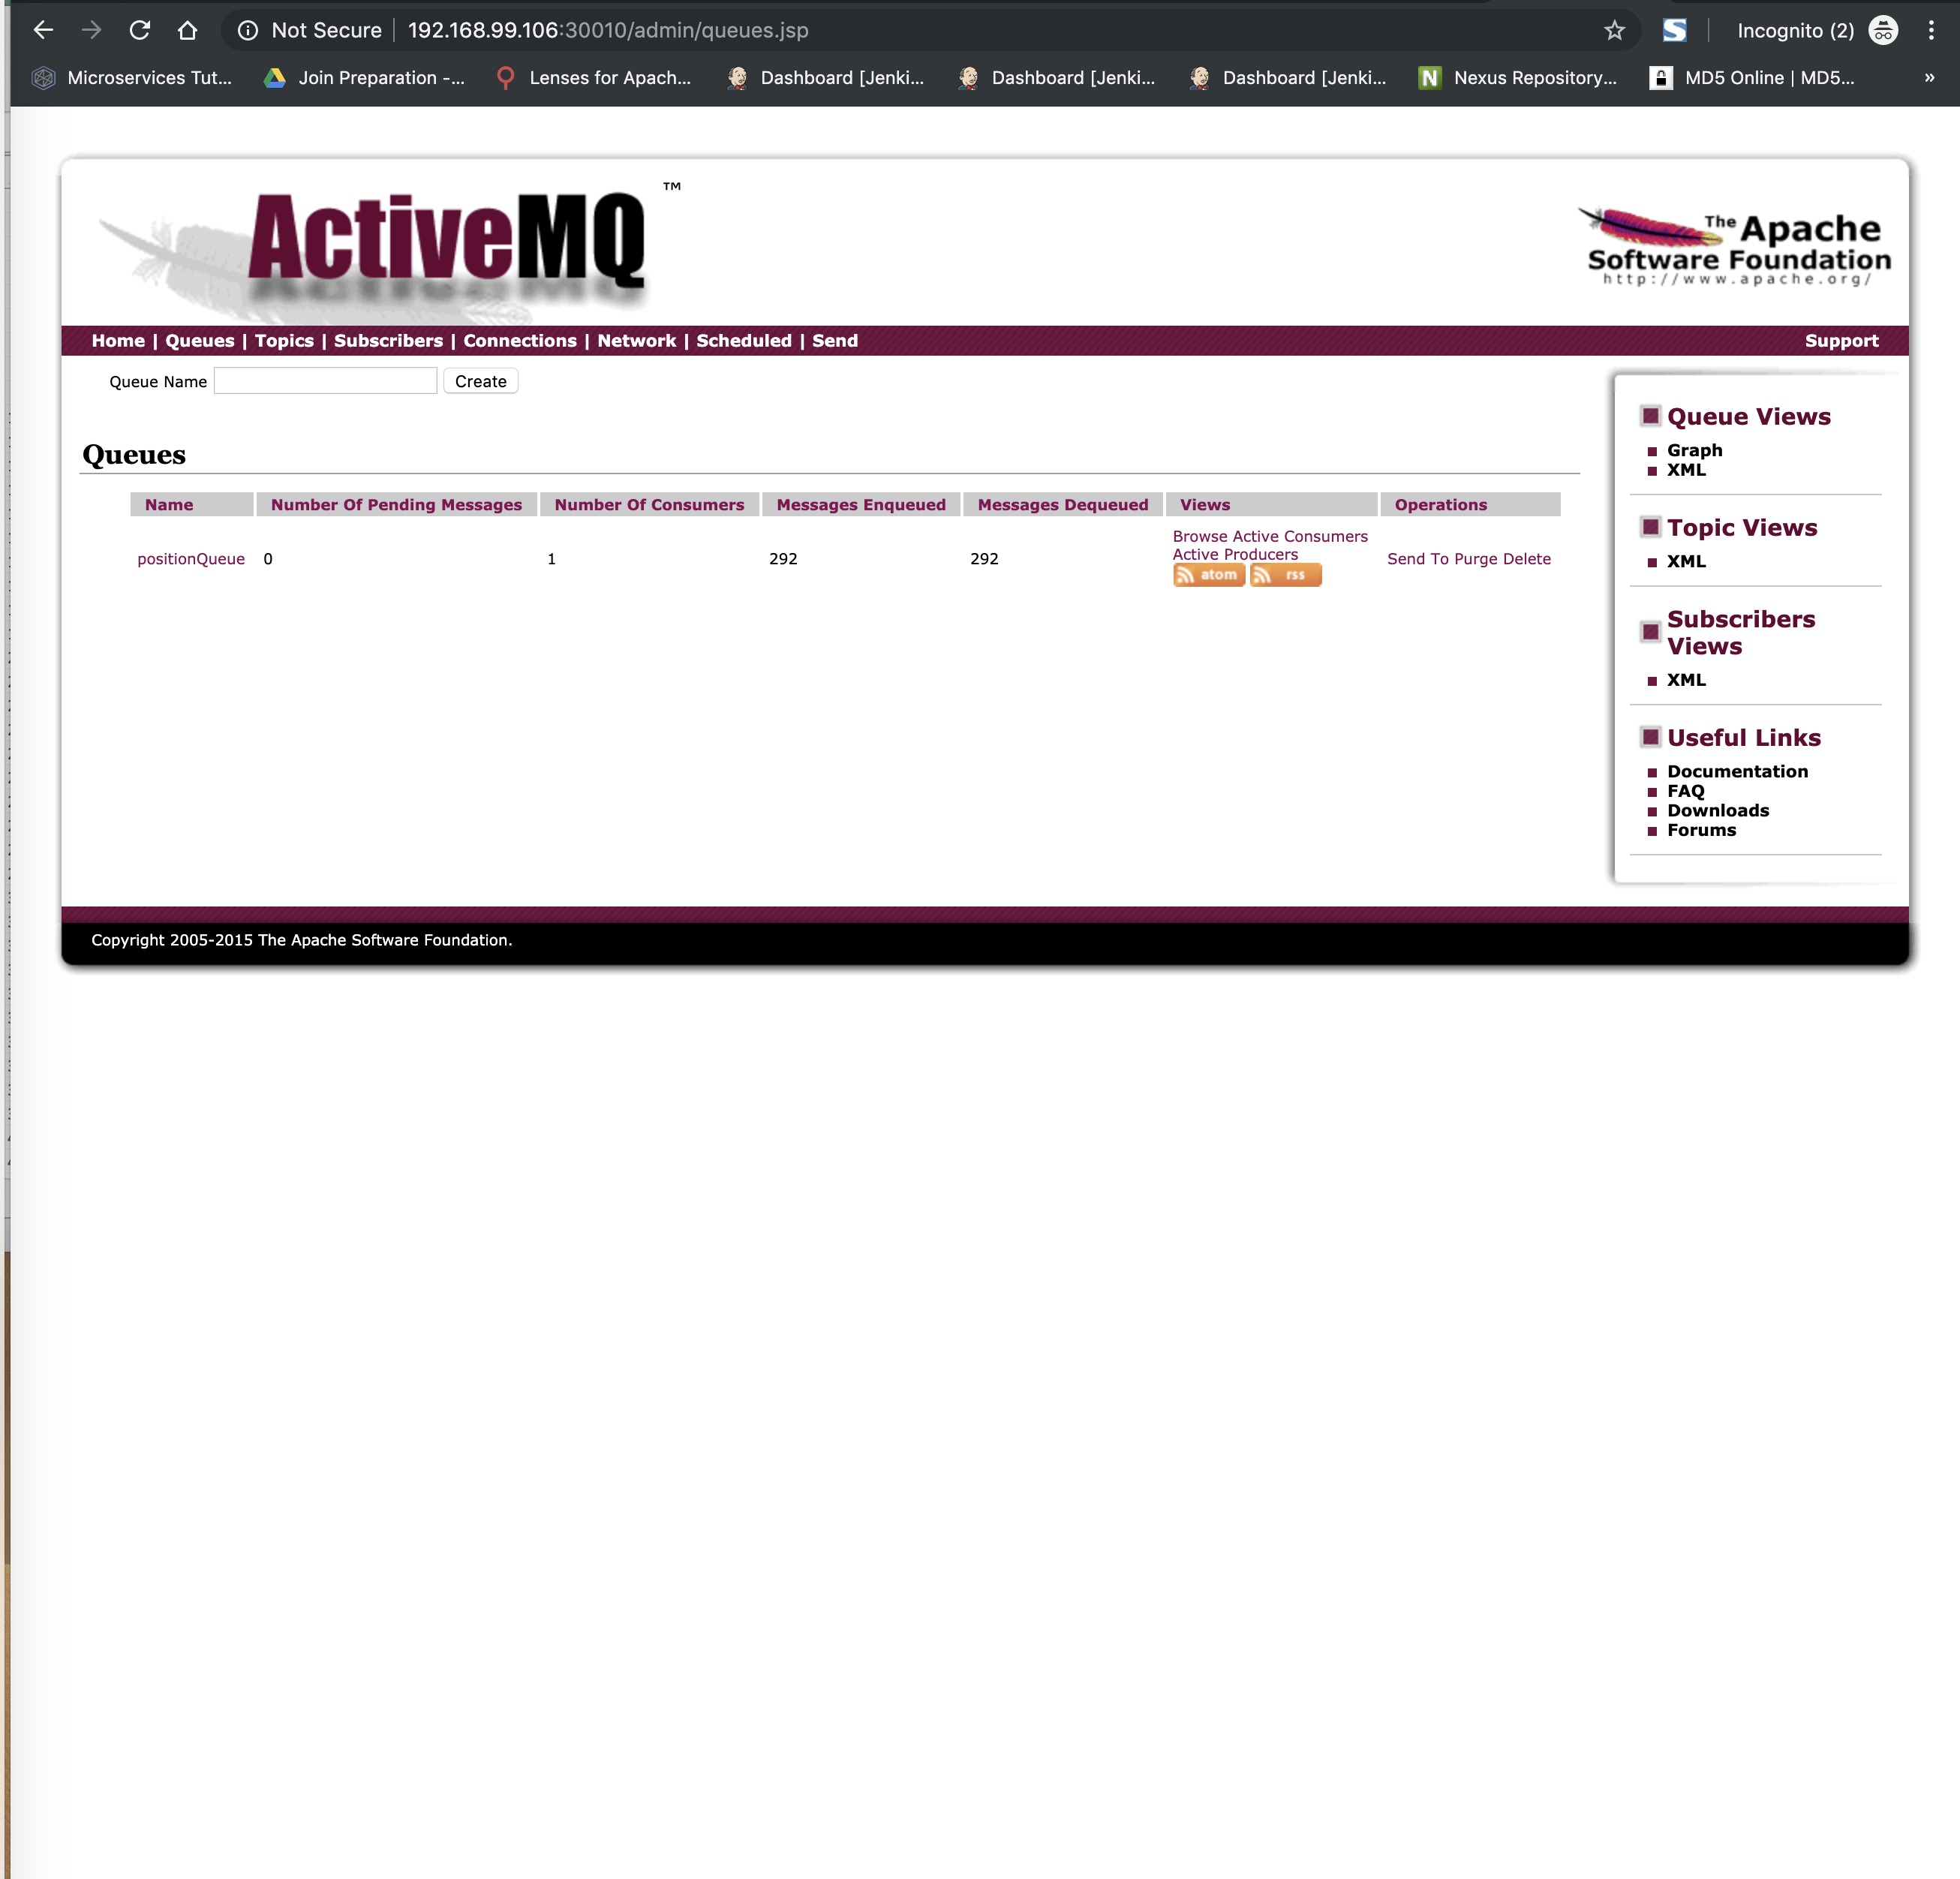 Not Secure | 192.168.99.106:30010/admin/queues.jsp Incognito (2)
Microservices Tut... Join Preparation -... Lenses for Apach... Dashboard [Jenki... Dashboard [Jenki... Dashboard [Jenki... N Nexus Repository... MD5 Online | MD5... »
ActiveMQ ™
The Apache
Software Foundation
http://www.apache.org/
Home | Queues | Topics | Subscribers | Connections | Network | Scheduled | Send Support
Queue Name Create
Queues
Name Number Of Pending Messages Number Of Consumers Messages Enqueued Messages Dequeued Views Operations
positionQueue 0 1 292 292 Browse Active Consumers
Active Producers
atom rss
Send To Purge Delete
Queue Views
Graph
XML
Topic Views
XML
Subscribers
Views
XML
Useful Links
Documentation
FAQ
Downloads
Forums
Copyright 2005-2015 The Apache Software Foundation.